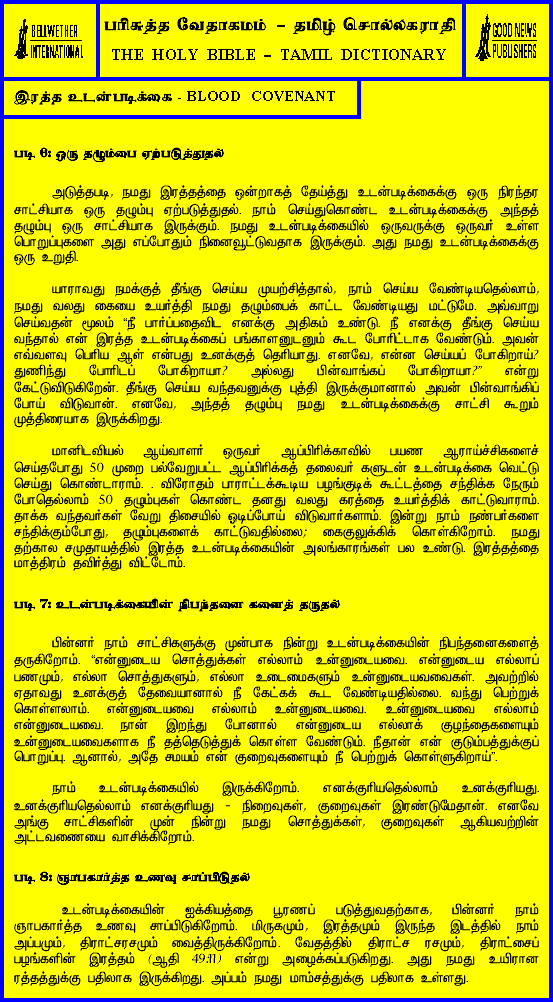 BELLWETHER
INTERNATIONAL
பரிசுத்த வேதாகமம் – தமிழ் சொல்லகராதி
THE HOLY BIBLE – TAMIL DICTIONARY
GOOD NEWS
PUBLISHERS
இரத்த உடன்படிக்கை - BLOOD COVENANT
படி. 6: ஒரு தழும்பை ஏற்படுத்துதல்
அடுத்தபடி, நமது இரத்தத்தை ஒன்றாகத் தேய்த்து உடன்படிக்கைக்கு ஒரு நிரந்தர
சாட்சியாக ஒரு தழும்பு ஏற்படுத்துதல். நாம் செய்துகொண்ட உடன்படிக்கைக்கு அந்தத்
தழும்பு ஒரு சாட்சியாக இருக்கும். நமது உடன்படிக்கையில் ஒருவருக்கு ஒருவர் உள்ள
பொறுப்புகளை அது எப்போதும் நினைவூட்டுவதாக இருக்கும். அது நமது உடன்படிக்கைக்கு
ஒரு உறுதி.
யாராவது நமக்குத் தீங்கு செய்ய முயற்சித்தால், நாம் செய்ய வேண்டியதெல்லாம்,
நமது வலது கையை உயர்த்தி நமது தழும்பைக் காட்ட வேண்டியது மட்டுமே. அவ்வாறு
செய்வதன் மூலம் “நீ பார்ப்பதைவிட எனக்கு அதிகம் உண்டு. நீ எனக்கு தீங்கு செய்ய
வந்தால் என் இரத்த உடன்படிக்கைப் பங்காளனுடனும் கூட போரிட்டாக வேண்டும். அவன்
எவ்வளவு பெரிய ஆள் என்பது உனக்குத் தெரியாது. எனவே, என்ன செய்யப் போகிறாய்?
துணிந்து போரிடப் போகிறாயா? அல்லது பின்வாங்கப் போகிறாயா?” என்று
கேட்டுவிடுகிறேன். தீங்கு செய்ய வந்தவனுக்கு புத்தி இருக்குமானால் அவன் பின்வாங்கிப்
போய் விடுவான். எனவே, அந்தத் தழும்பு நமது உடன்படிக்கைக்கு சாட்சி கூறும்
முத்திரையாக இருக்கிறது.
மானிடவியல் ஆய்வாளர் ஒருவர் ஆப்பிரிக்காவில் பயண ஆராய்ச்சிகளைச்
செய்தபோது 50 முறை பல்வேறுபட்ட ஆப்பிரிக்கத் தலைவர் களுடன் உடன்படிக்கை வெட்டு
செய்து கொண்டாராம். . விரோதம் பாராட்டக்கூடிய பழங்குடிக் கூட்டத்தை சந்திக்க நேரும்
போதெல்லாம் 50 தழும்புகள் கொண்ட தனது வலது கரத்தை உயர்த்திக் காட்டுவாராம்.
தாக்க வந்தவர்கள் வேறு திசையில் ஓடிப்போய் விடுவார்களாம். இன்று நாம் நண்பர்களை
சந்திக்கும்போது, தழும்புகளைக் காட்டுவதில்லை; கைகுலுக்கிக் கொள்கிறோம். நமது
தற்கால சமுதாயத்தில் இரத்த உடன்படிக்கையின் அலங்காரங்கள் பல உண்டு. இரத்தத்தை
மாத்திரம் தவிர்த்து விட்டோம்.
படி. 7: உடன்படிக்கையின் நிபந்தனை களைத் தருதல்
பின்னர் நாம் சாட்சிகளுக்கு முன்பாக நின்று உடன்படிக்கையின் நிபந்தனைகளைத்
தருகிறோம். “என்னுடைய சொத்துக்கள் எல்லாம் உன்னுடையவை. என்னுடைய எல்லாப்
பணமும், எல்லா சொத்துகளும், எல்லா உடைமைகளும் உன்னுடையவவைகள். அவற்றில்
ஏதாவது உனக்குத் தேவையானால் நீ கேட்கக் கூட வேண்டியதில்லை. வந்து பெற்றுக்
கொள்ளலாம். என்னுடையவை எல்லாம் உன்னுடையவை. உன்னுடையவை எல்லாம்
என்னுடையவை. நான் இறந்து போனால் என்னுடைய எல்லாக் குழந்தைகளையும்
உன்னுடையவைகளாக நீ தத்தெடுத்துக் கொள்ள வேண்டும். நீதான் என் குடும்பத்துக்குப்
பொறுப்பு. ஆனால், அதே சமயம் என் குறைவுகளையும் நீ பெற்றுக் கொள்ளுகிறாய்”.
நாம் உடன்படிக்கையில் இருக்கிறோம். எனக்குரியதெல்லாம் உனக்குரியது.
உனக்குரியதெல்லாம் எனக்குரியது – நிறைவுகள், குறைவுகள் இரண்டுமேதான். எனவே
அங்கு சாட்சிகளின் முன் நின்று நமது சொத்துக்கள், குறைவுகள் ஆகியவற்றின்
அட்டவணையை வாசிக்கிறோம்.
படி. 8: ஞாபகார்த்த உணவு சாப்பிடுதல்
உடன்படிக்கையின் ஐக்கியத்தை பூரணப் படுத்துவதற்காக, பின்னர் நாம்
ஞாபகார்த்த உணவு சாப்பிடுகிறோம். மிருகமும், இரத்தமும் இருந்த இடத்தில் நாம்
அப்பமும், திராட்சரசமும் வைத்திருக்கிறோம். வேதத்தில் திராட்ச ரசமும், திராட்சைப்
பழங்களின் இரத்தம் (ஆதி 49:11) என்று அழைக்கப்படுகிறது. அது நமது உயிரான
ரத்தத்துக்கு பதிலாக இருக்கிறது. அப்பம் நமது மாம்சத்துக்கு பதிலாக உள்ளது.